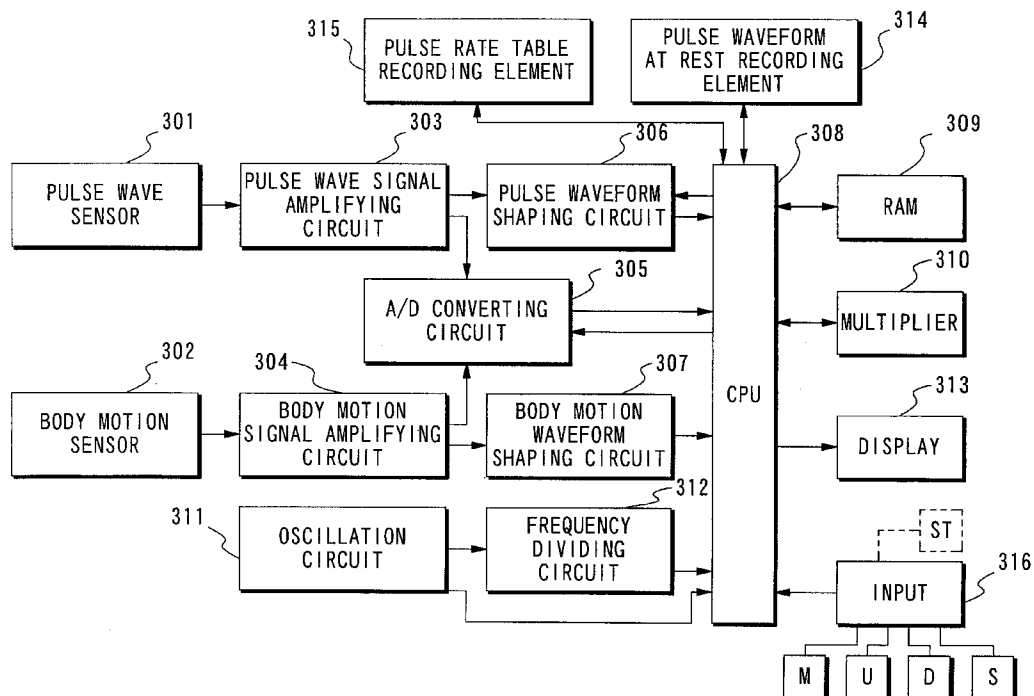 315
PULSE RATE TABLE
RECORDING ELEMENT
PULSE WAVEFORM
AT REST RECORDING
ELEMENT
314
301
PULSE WAVE
SENSOR
303
PULSE WAVE SIGNAL
AMPLIFYING
CIRCUIT
306
PULSE WAVEFORM
SHAPING CIRCUIT
308
309
RAM
305
A/D CONVERTING
CIRCUIT
310
MULTIPLIER
302
BODY MOTION
SENSOR
304
BODY MOTION
SIGNAL AMPLIFYING
CIRCUIT
307
BODY MOTION
WAVEFORM
SHAPING CIRCUIT
CPU
313
DISPLAY
311
OSCILLATION
CIRCUIT
312
FREQUENCY
DIVIDING
CIRCUIT
ST
316
INPUT
M
U
D
S